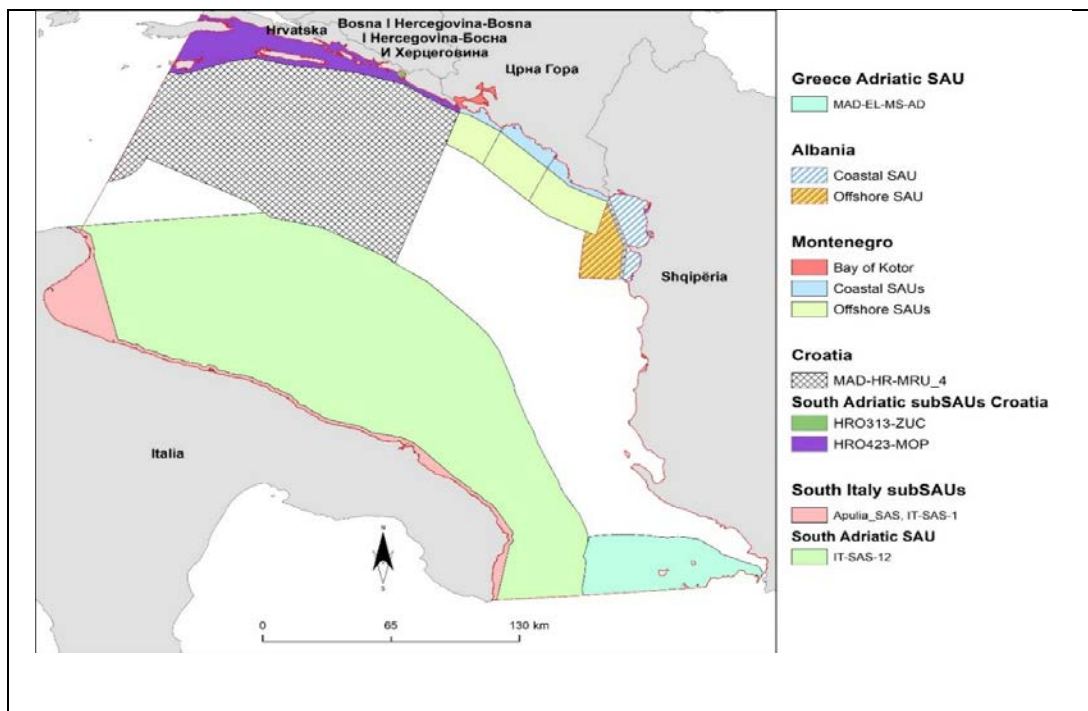 Hrvatska
Bosna I Hercegovina-Bosna
I Hercegovina-Босна
И Херцеговина
Црна Гора
Shqipëria
Italia
N
S
0
65
130 km
Greece Adriatic SAU
MAD-EL-MS-AD
Albania
Coastal SAU
Offshore SAU
Montenegro
Bay of Kotor
Coastal SAUs
Offshore SAUs
Croatia
MAD-HR-MRU_4
South Adriatic subSAUs Croatia
HRO313-ZUC
HRO423-MOP
South Italy subSAUs
Apulia_SAS, IT-SAS-1
South Adriatic SAU
IT-SAS-12